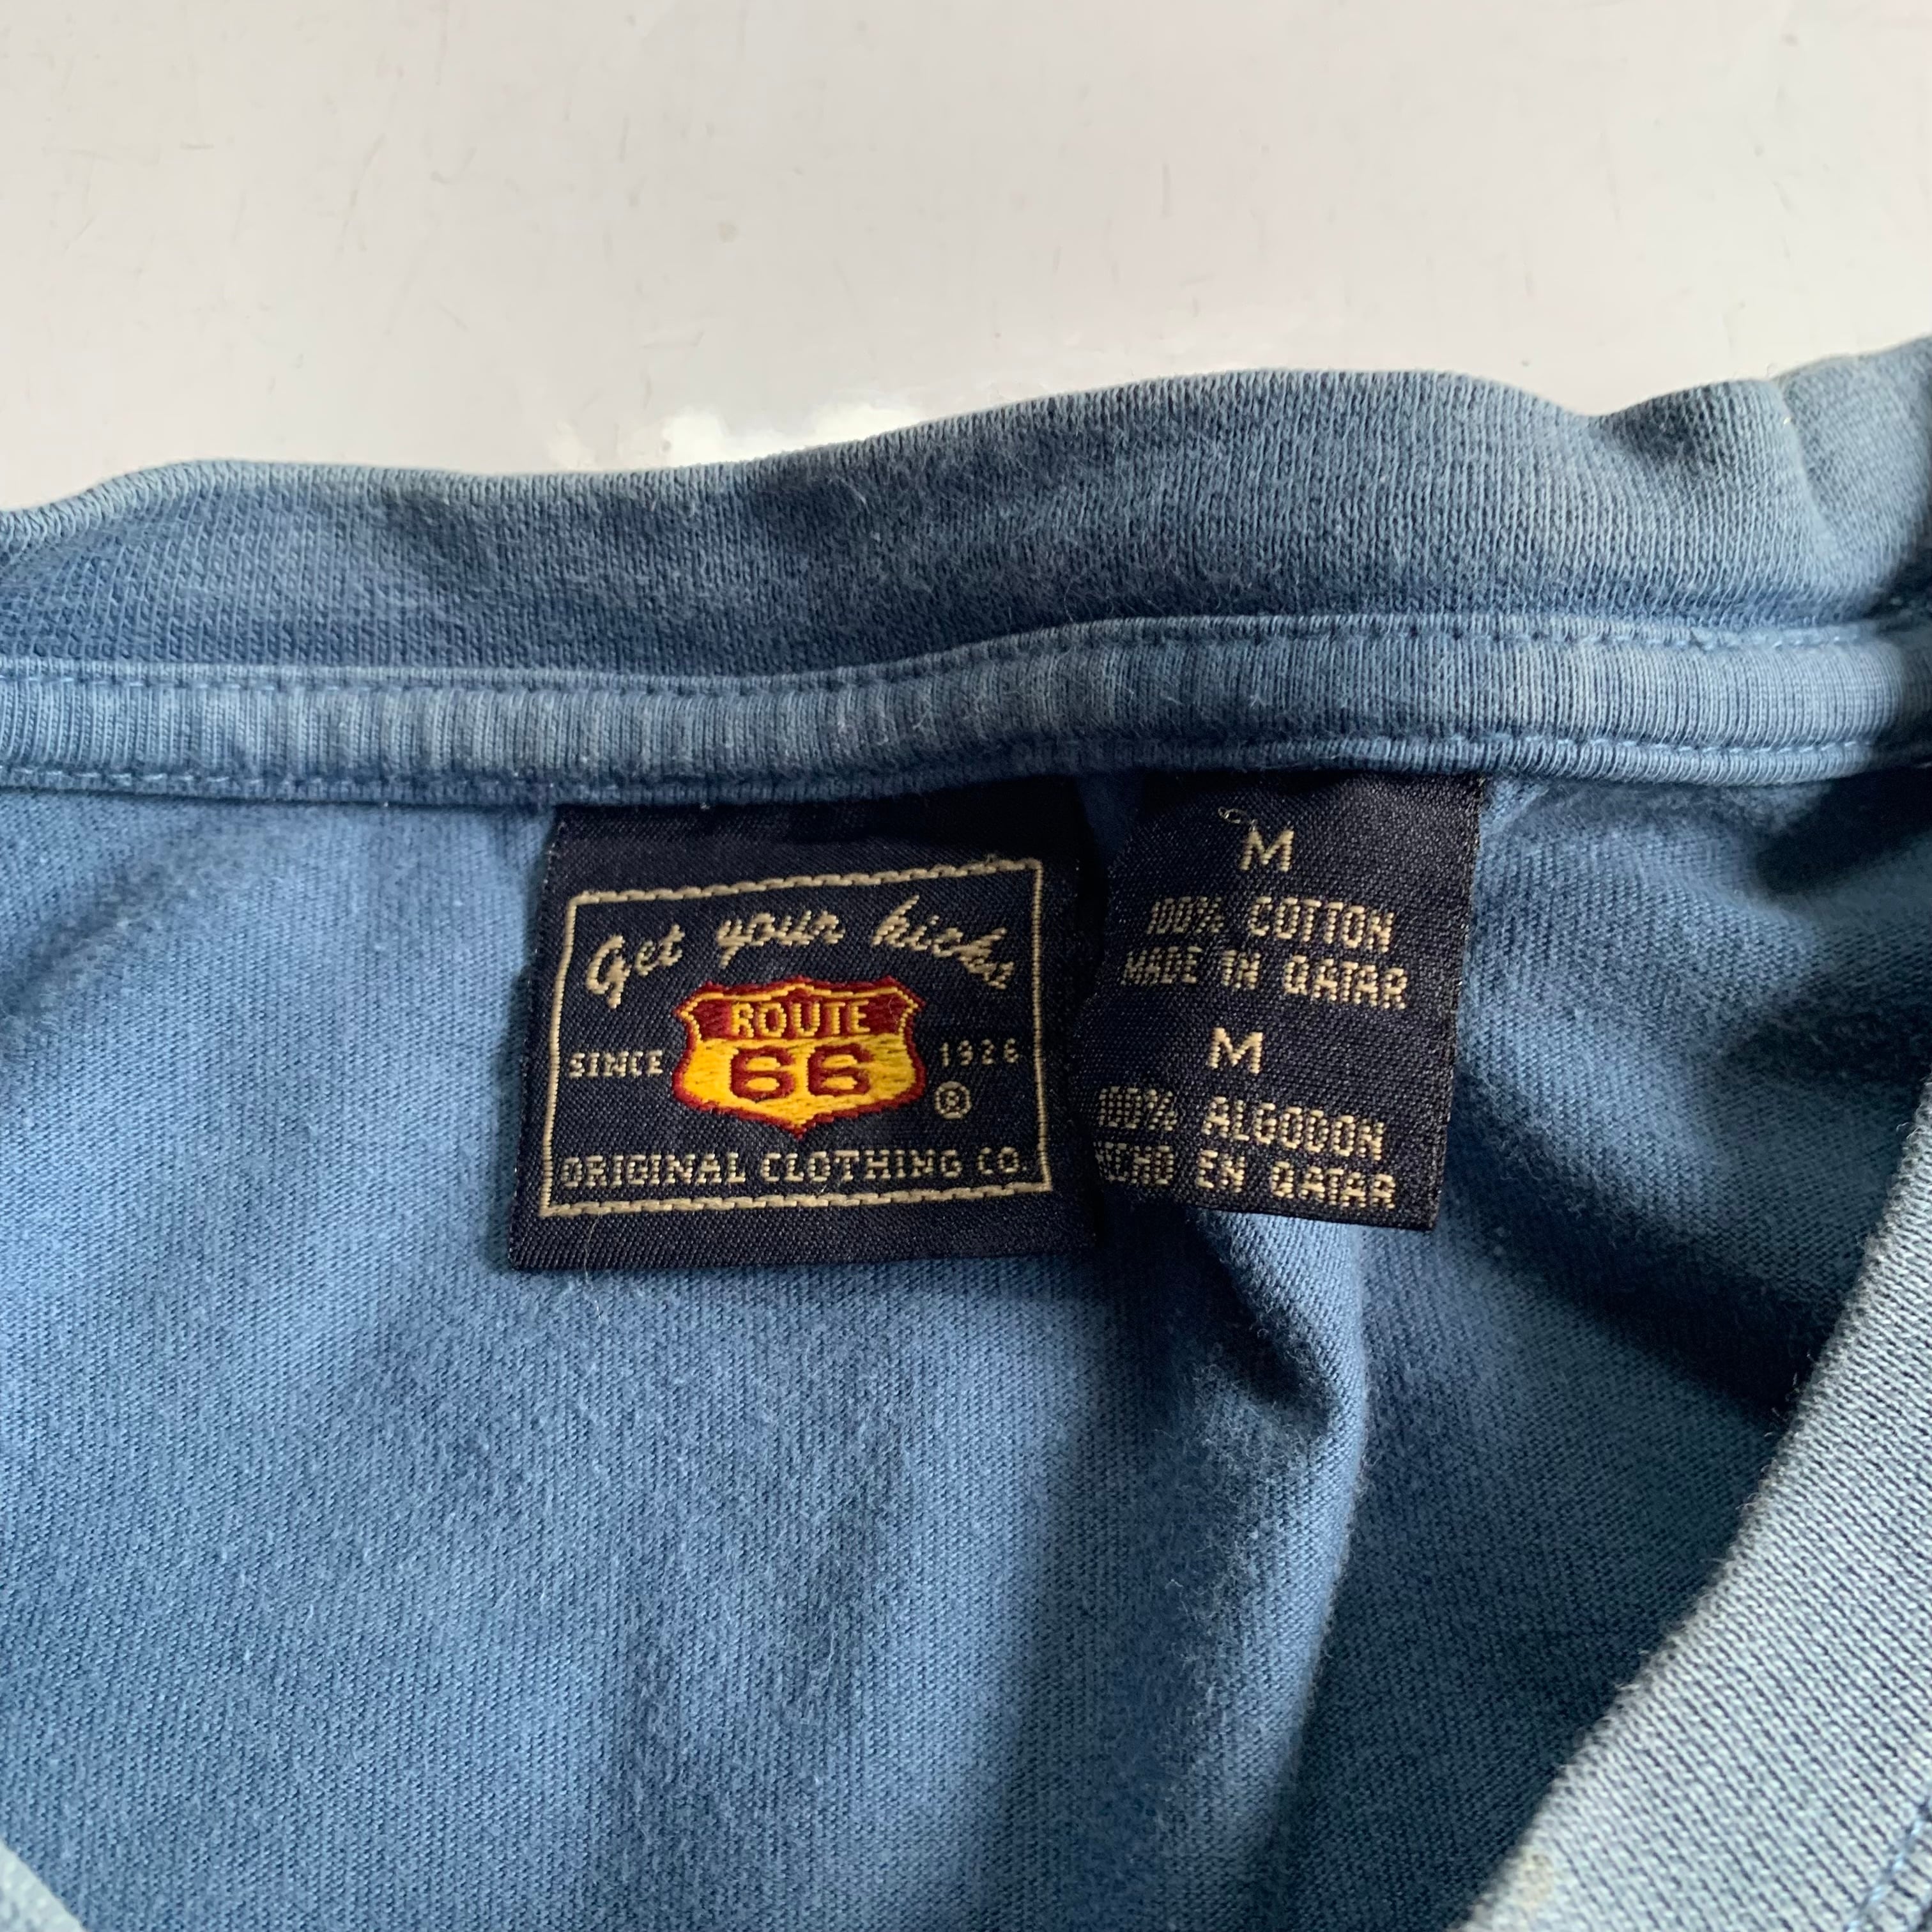 Get your kicks
ROUTE
66
SINCE
1926
®
ORIGINAL CLOTHING CO.
M
100% COTTON
MADE IN QATAR
M
100% ALGODON
ECHO EN QATAR